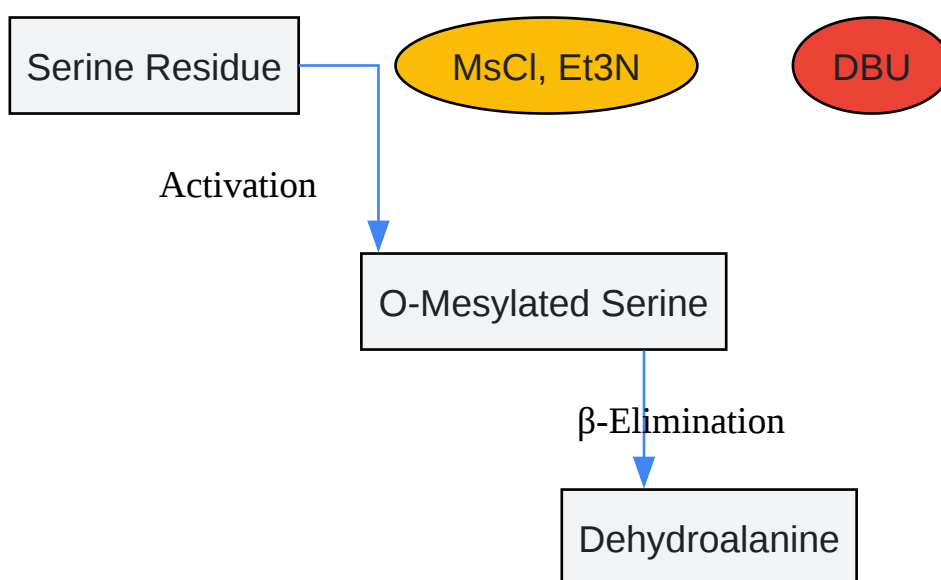 Serine Residue
MsCl, Et3N
DBU
Activation
O-Mesylated Serine
β-Elimination
Dehydroalanine